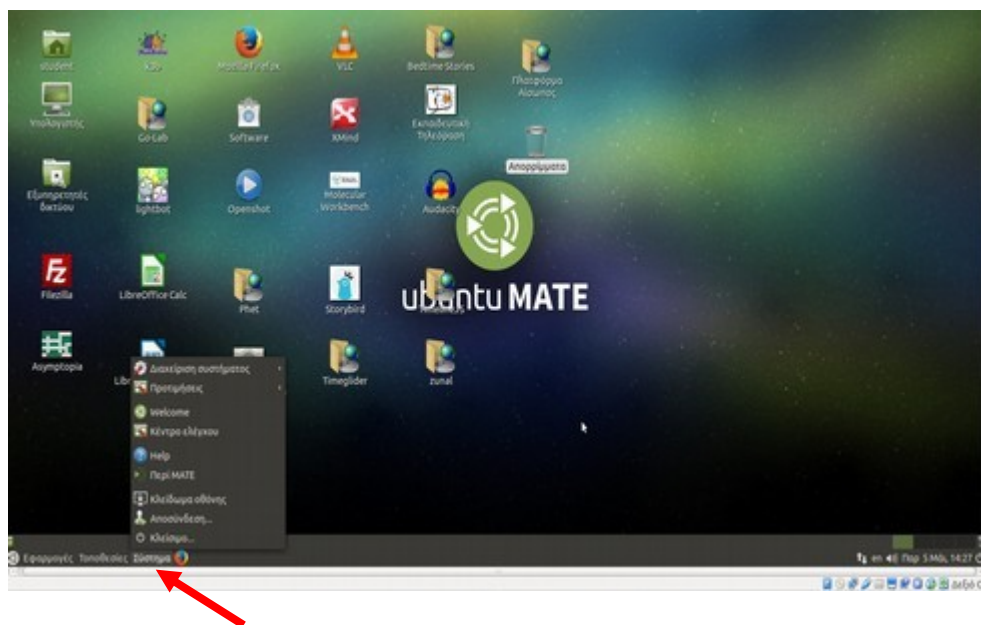 student
k3b
Mozilla Firefox
VLC
Bedtime Stories
Πλατφόρμα
Αίσωπος
Υπολογιστής
Go-Lab
Software
XMind
Εκπαιδευτική
Τηλεόραση
Απορρίμματα
Εξυπηρετητές
δικτύου
lightbot
Openshot
Molecular
Workbench
Audacity
Filezilla
LibreOffice Calc
Phet
Storybird
ubuntu MATE
Asymptopia
Timeglider
zunal
Διαχείριση συστήματος
Προτιμήσεις
Welcome
Κέντρο ελέγχου
Help
Περί MATE
Κλείδωμα οθόνης
Αποσύνδεση...
Κλείσιμο...
Εφαρμογές Τοποθεσίες Σύστημα
en Παρ 5 Μάι, 14:27